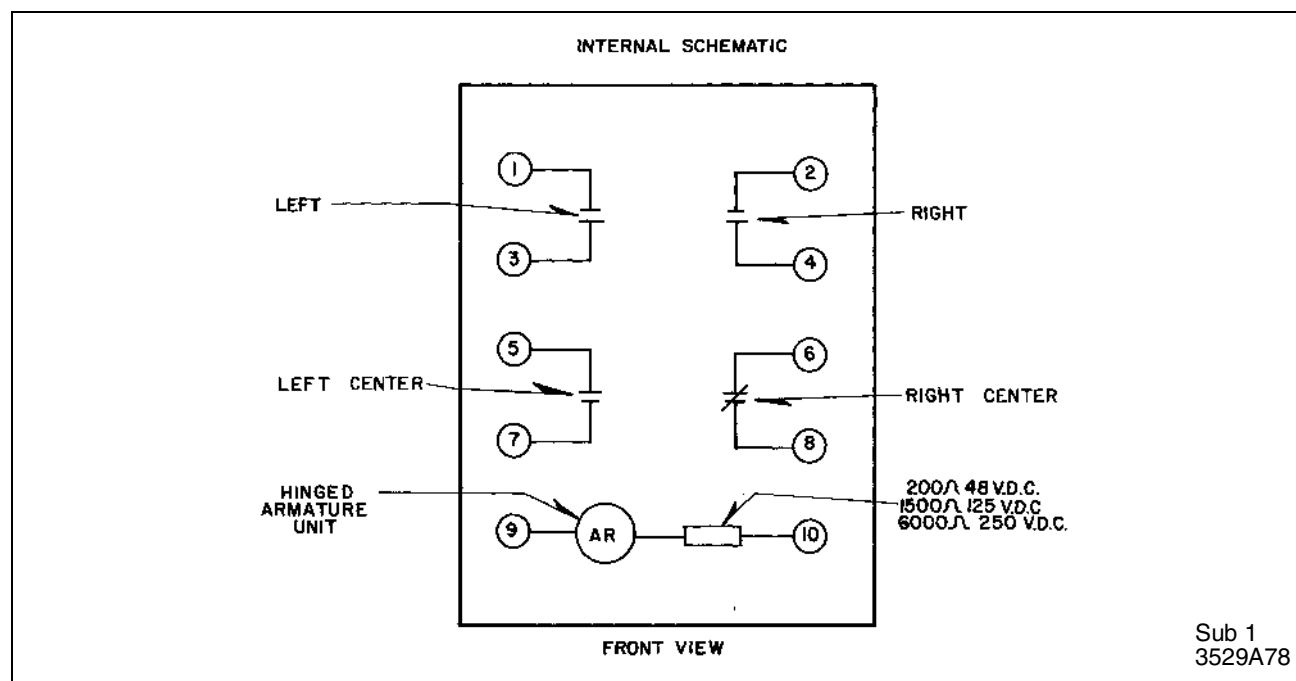 INTERNAL SCHEMATIC
1
2
LEFT
RIGHT
3
4
5
6
LEFT CENTER
RIGHT CENTER
7
8
HINGED
ARMATURE
UNIT
200Ω 48 V.D.C.
1500Ω 125 V.D.C
6000Ω 250 V.D.C.
9
AR
10
FRONT VIEW
Sub 1
3529A78